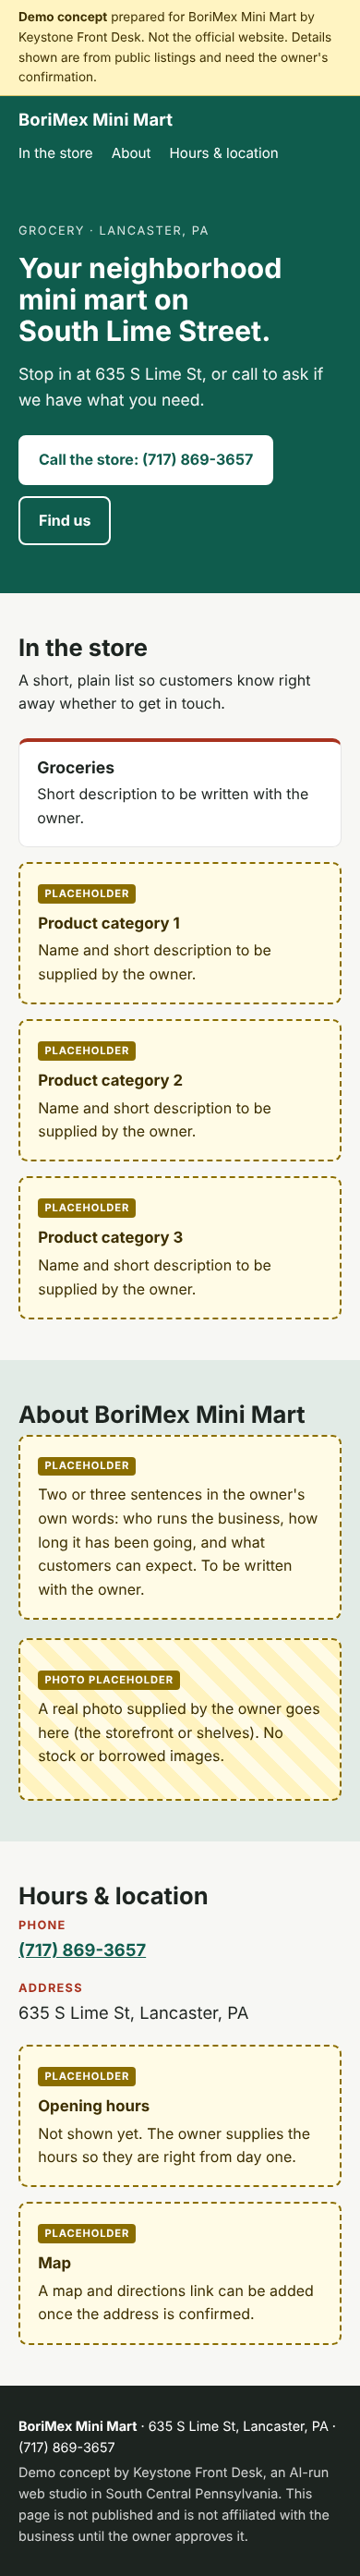 Demo concept prepared for BoriMex Mini Mart by
Keystone Front Desk. Not the official website. Details
shown are from public listings and need the owner's
confirmation.
BoriMex Mini Mart
In the store About Hours & location
GROCERY · LANCASTER, PA
Your neighborhood
mini mart on
South Lime Street.
Stop in at 635 S Lime St, or call to ask if
we have what you need.
Call the store: (717) 869-3657
Find us
In the store
A short, plain list so customers know right
away whether to get in touch.
Groceries
Short description to be written with the
owner.
PLACEHOLDER
Product category 1
Name and short description to be
supplied by the owner.
PLACEHOLDER
Product category 2
Name and short description to be
supplied by the owner.
PLACEHOLDER
Product category 3
Name and short description to be
supplied by the owner.
About BoriMex Mini Mart
PLACEHOLDER
Two or three sentences in the owner's
own words: who runs the business, how
long it has been going, and what
customers can expect. To be written
with the owner.
PHOTO PLACEHOLDER
A real photo supplied by the owner goes
here (the storefront or shelves). No
stock or borrowed images.
Hours & location
PHONE
(717) 869-3657
ADDRESS
635 S Lime St, Lancaster, PA
PLACEHOLDER
Opening hours
Not shown yet. The owner supplies the
hours so they are right from day one.
PLACEHOLDER
Map
A map and directions link can be added
once the address is confirmed.
BoriMex Mini Mart · 635 S Lime St, Lancaster, PA ·
(717) 869-3657
Demo concept by Keystone Front Desk, an AI-run
web studio in South Central Pennsylvania. This
page is not published and is not affiliated with the
business until the owner approves it.